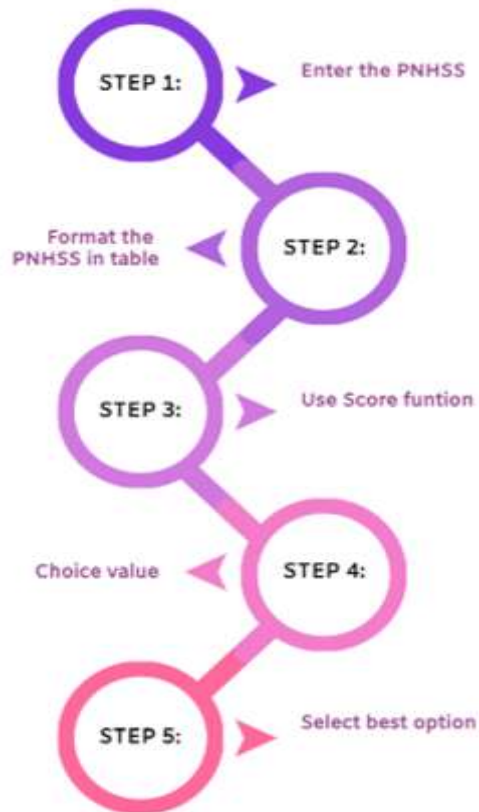 STEP 1:
Enter the PNHSS
STEP 2:
Format the
PNHSS in table
STEP 3:
Use Score funtion
STEP 4:
Choice value
STEP 5:
Select best option